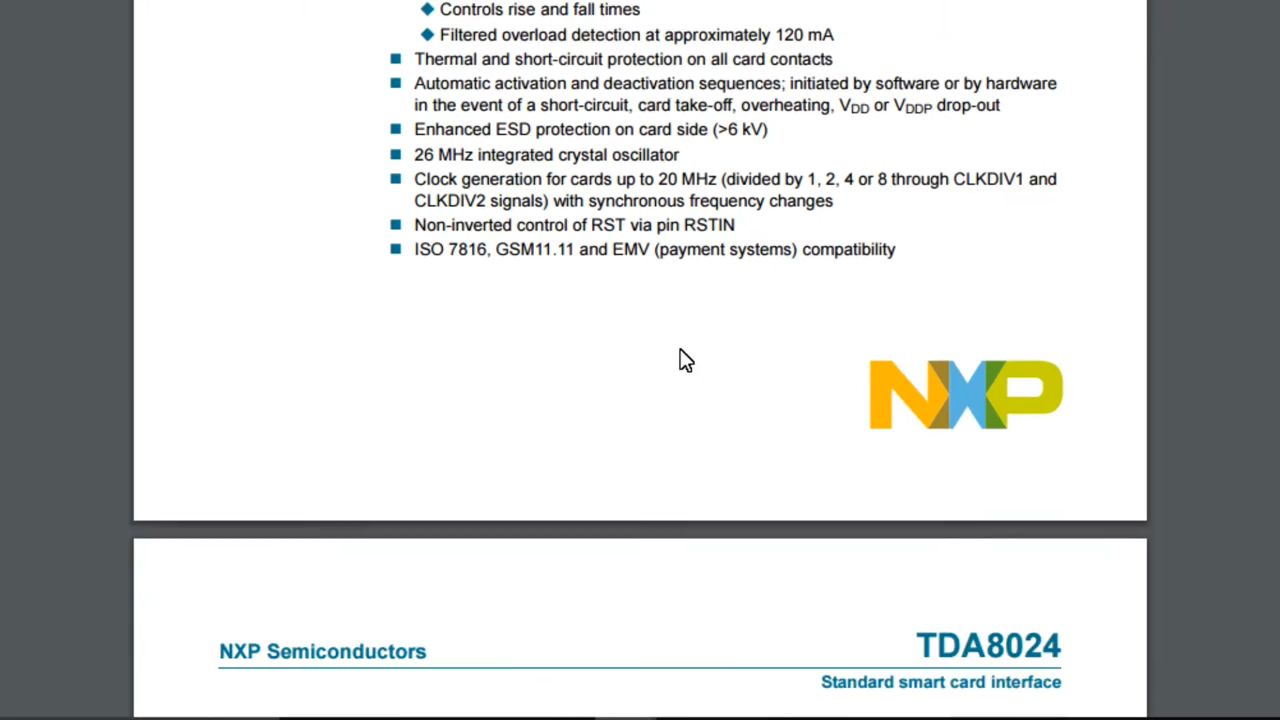 Controls rise and fall times
Filtered overload detection at approximately 120 mA
Thermal and short-circuit protection on all card contacts
Automatic activation and deactivation sequences; initiated by software or by hardware
in the event of a short-circuit, card take-off, overheating, VDD or VDDP drop-out
Enhanced ESD protection on card side (>6 kV)
26 MHz integrated crystal oscillator
Clock generation for cards up to 20 MHz (divided by 1, 2, 4 or 8 through CLKDIV1 and
CLKDIV2 signals) with synchronous frequency changes
Non-inverted control of RST via pin RSTIN
ISO 7816, GSM11.11 and EMV (payment systems) compatibility
NXP
NXP Semiconductors
TDA8024
Standard smart card interface